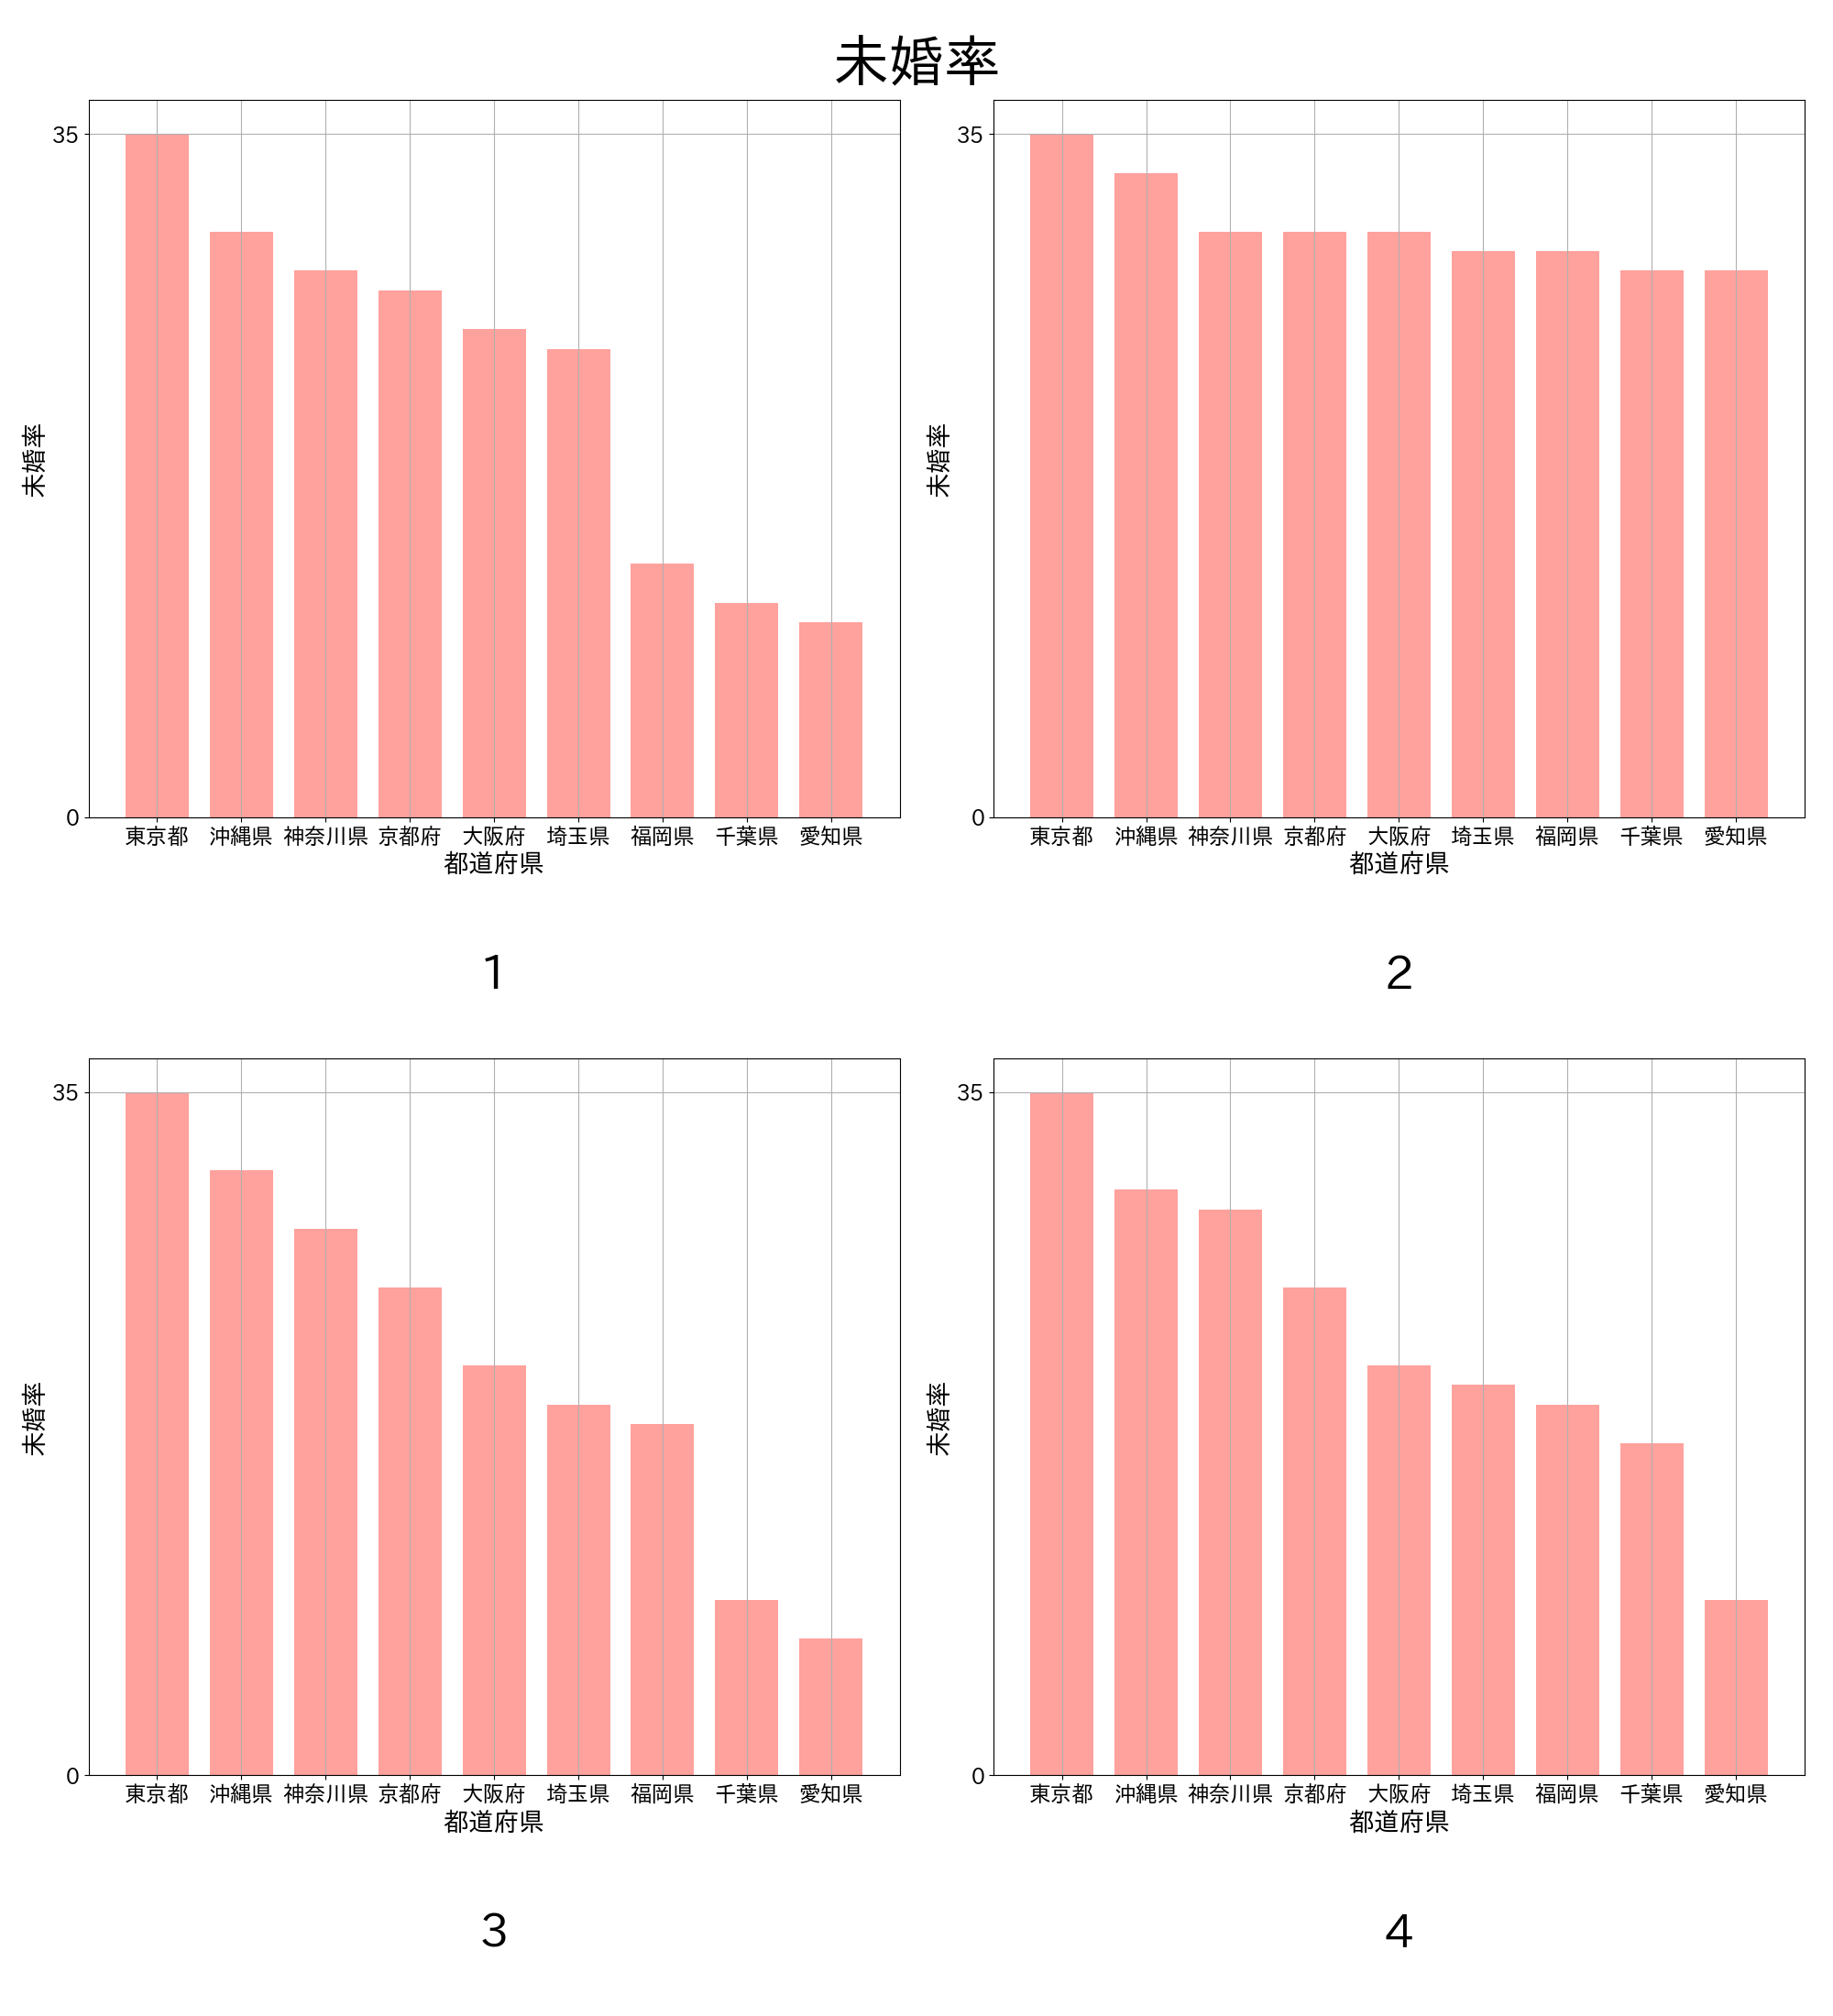 未婚率
35
0
未婚率
東京都 沖縄県 神奈川県 京都府 大阪府 埼玉県 福岡県 千葉県 愛知県
都道府県
1
35
0
未婚率
東京都 沖縄県 神奈川県 京都府 大阪府 埼玉県 福岡県 千葉県 愛知県
都道府県
2
35
0
未婚率
東京都 沖縄県 神奈川県 京都府 大阪府 埼玉県 福岡県 千葉県 愛知県
都道府県
3
35
0
未婚率
東京都 沖縄県 神奈川県 京都府 大阪府 埼玉県 福岡県 千葉県 愛知県
都道府県
4